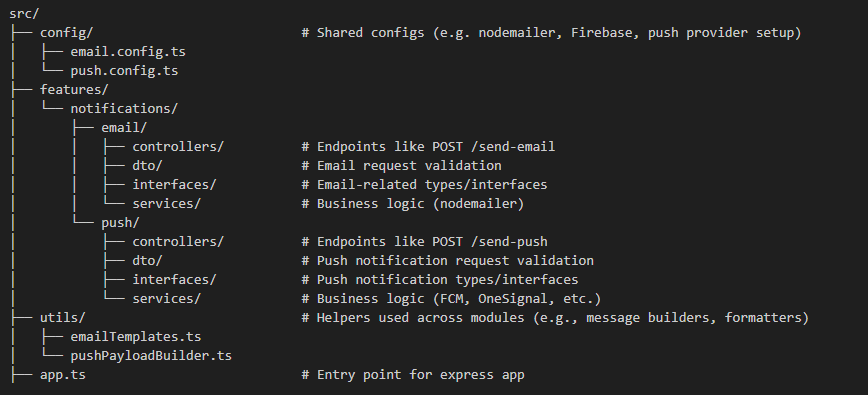 src/
├── config/                           # Shared configs (e.g. nodemailer, Firebase, push provider setup)
│   ├── email.config.ts
│   └── push.config.ts
├── features/
│   └── notifications/
│       ├── email/
│       │   ├── controllers/          # Endpoints like POST /send-email
│       │   ├── dto/                  # Email request validation
│       │   ├── interfaces/           # Email-related types/interfaces
│       │   └── services/             # Business logic (nodemailer)
│       └── push/
│           ├── controllers/          # Endpoints like POST /send-push
│           ├── dto/                  # Push notification request validation
│           ├── interfaces/           # Push notification types/interfaces
│           └── services/             # Business logic (FCM, OneSignal, etc.)
├── utils/                            # Helpers used across modules (e.g., message builders, formatters)
│   ├── emailTemplates.ts
│   └── pushPayloadBuilder.ts
├── app.ts                            # Entry point for express app